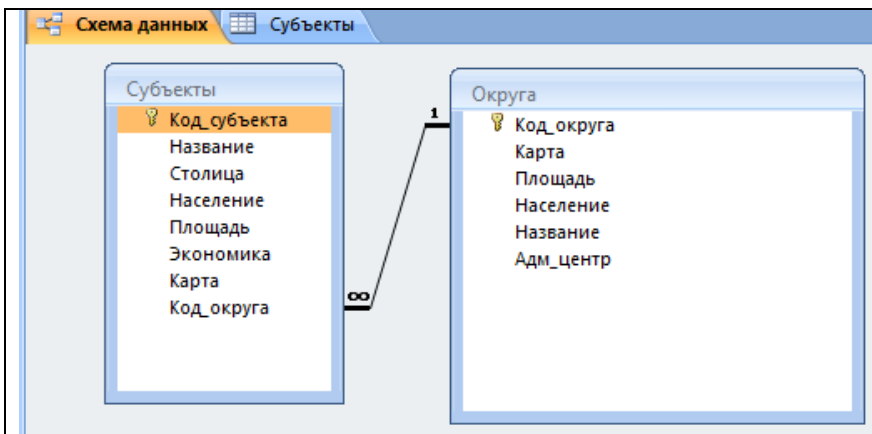 Схема данных Субъекты
Субъекты
Код_субъекта
Название
Столица
Население
Площадь
Экономика
Карта
Код_округа
1
∞
Округа
Код_округа
Карта
Площадь
Население
Название
Адм_центр